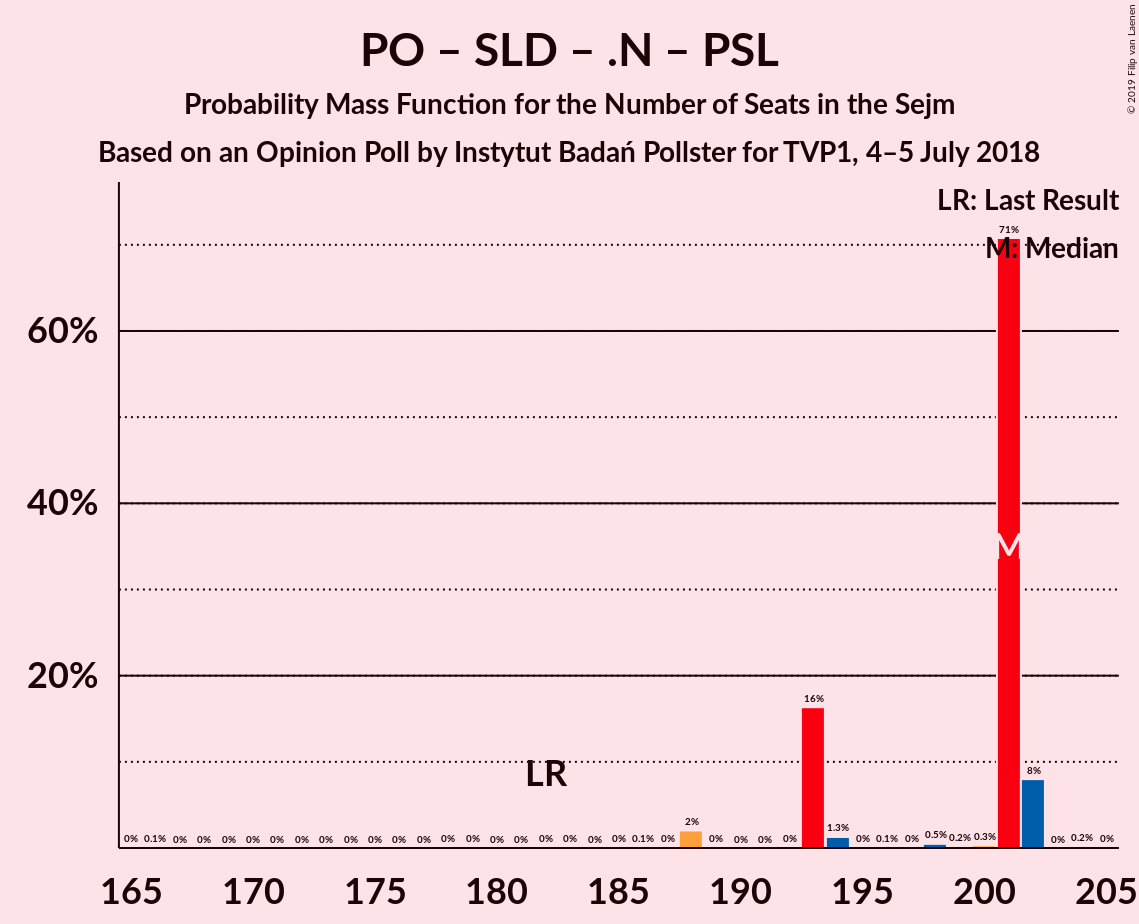 PO – SLD – .N – PSL
Probability Mass Function for the Number of Seats in the Sejm
Based on an Opinion Poll by Instytut Badań Pollster for TVP1, 4–5 July 2018
© 2019 Filip van Laenen
LR: Last Result
M: Median
71%
60%
40%
M
20%
16%
LR
8%
2%
0% 0.1% 0% 0% 0% 0% 0% 0% 0% 0% 0% 0% 0% 0% 0% 0% 0% 0% 0% 0% 0% 0.1% 0% 0% 0% 0% 0% 1.3% 0% 0.1% 0% 0.5% 0.2% 0.3% 0% 0.2% 0%
165 170 175 180 185 190 195 200 205